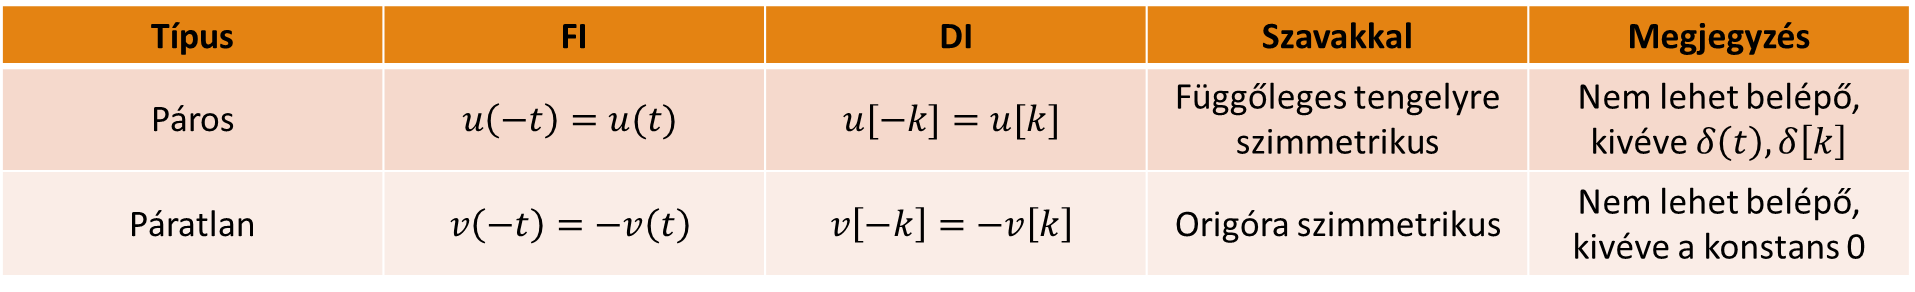 Típus FI DI Szavakkal Megjegyzés
Páros u(−t) = u(t) u[−k] = u[k] Függőleges tengelyre szimmetrikus Nem lehet belépő, kivéve δ(t), δ[k]
Páratlan v(−t) = −v(t) v[−k] = −v[k] Origóra szimmetrikus Nem lehet belépő, kivéve a konstans 0